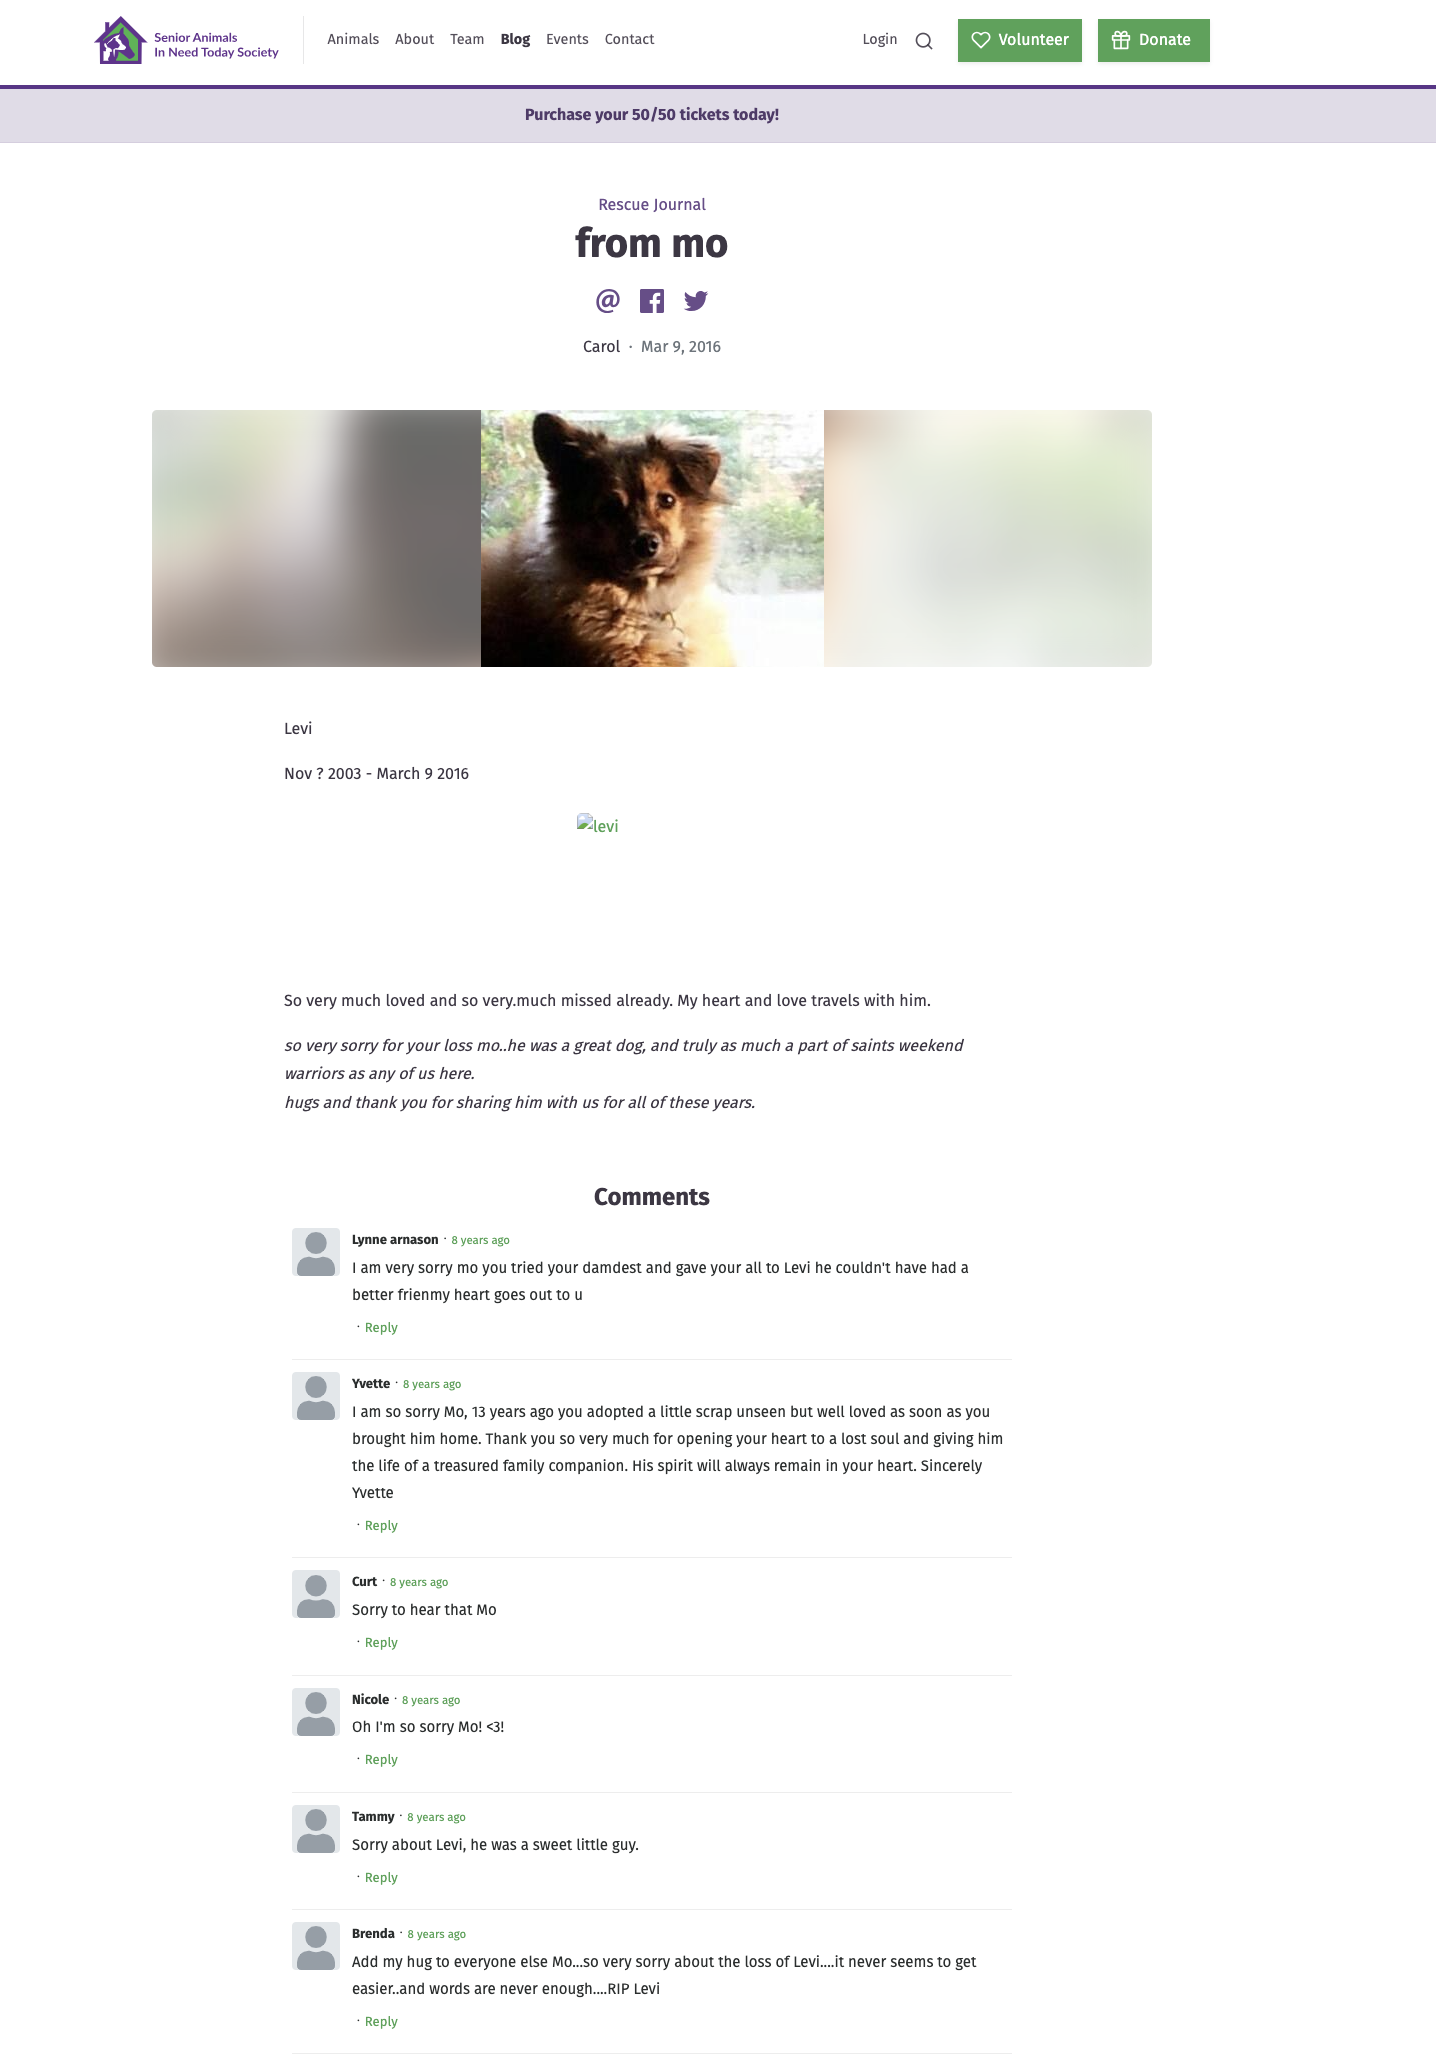 Senior Animals
In Need Today Society
Animals About Team Blog Events Contact
Login
Volunteer
Donate
Purchase your 50/50 tickets today!
Rescue Journal
from mo
Carol · Mar 9, 2016
Levi
Nov ? 2003 - March 9 2016
levi
So very much loved and so very.much missed already. My heart and love travels with him.
so very sorry for your loss mo..he was a great dog, and truly as much a part of saints weekend
warriors as any of us here.
hugs and thank you for sharing him with us for all of these years.
Comments
Lynne arnason · 8 years ago
I am very sorry mo you tried your damdest and gave your all to Levi he couldn't have had a
better frienmy heart goes out to u
· Reply
Yvette · 8 years ago
I am so sorry Mo, 13 years ago you adopted a little scrap unseen but well loved as soon as you
brought him home. Thank you so very much for opening your heart to a lost soul and giving him
the life of a treasured family companion. His spirit will always remain in your heart. Sincerely
Yvette
· Reply
Curt · 8 years ago
Sorry to hear that Mo
· Reply
Nicole · 8 years ago
Oh I'm so sorry Mo! <3!
· Reply
Tammy · 8 years ago
Sorry about Levi, he was a sweet little guy.
· Reply
Brenda · 8 years ago
Add my hug to everyone else Mo...so very sorry about the loss of Levi....it never seems to get
easier..and words are never enough....RIP Levi
· Reply